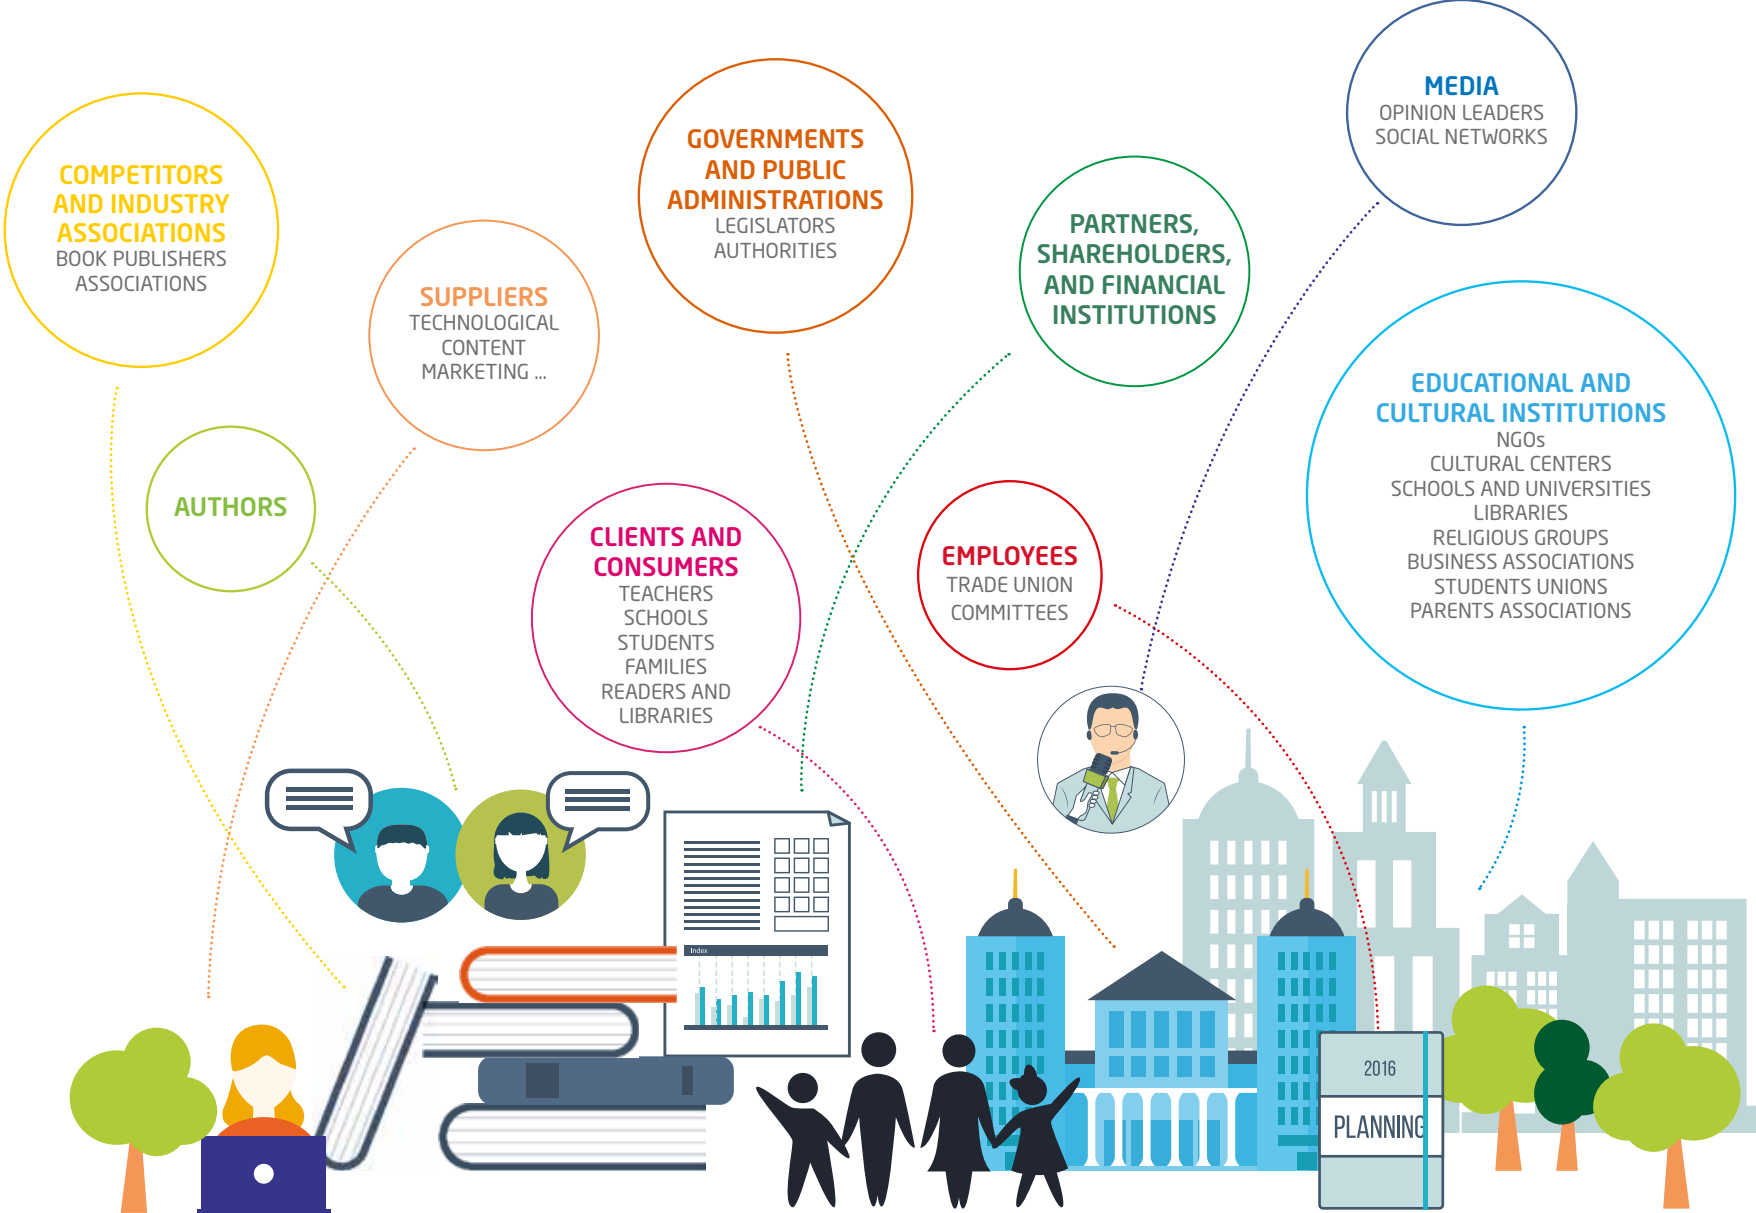 MEDIA
OPINION LEADERS
SOCIAL NETWORKS
GOVERNMENTS
AND PUBLIC
ADMINISTRATIONS
LEGISLATORS
AUTHORITIES
COMPETITORS
AND INDUSTRY
ASSOCIATIONS
BOOK PUBLISHERS
ASSOCIATIONS
PARTNERS,
SHAREHOLDERS,
AND FINANCIAL
INSTITUTIONS
SUPPLIERS
TECHNOLOGICAL
CONTENT
MARKETING ...
EDUCATIONAL AND
CULTURAL INSTITUTIONS
NGOs
CULTURAL CENTERS
SCHOOLS AND UNIVERSITIES
LIBRARIES
RELIGIOUS GROUPS
BUSINESS ASSOCIATIONS
STUDENTS UNIONS
PARENTS ASSOCIATIONS
AUTHORS
CLIENTS AND
CONSUMERS
TEACHERS
SCHOOLS
STUDENTS
FAMILIES
READERS AND
LIBRARIES
EMPLOYEES
TRADE UNION
COMMITTEES
Index
2016
PLANNING